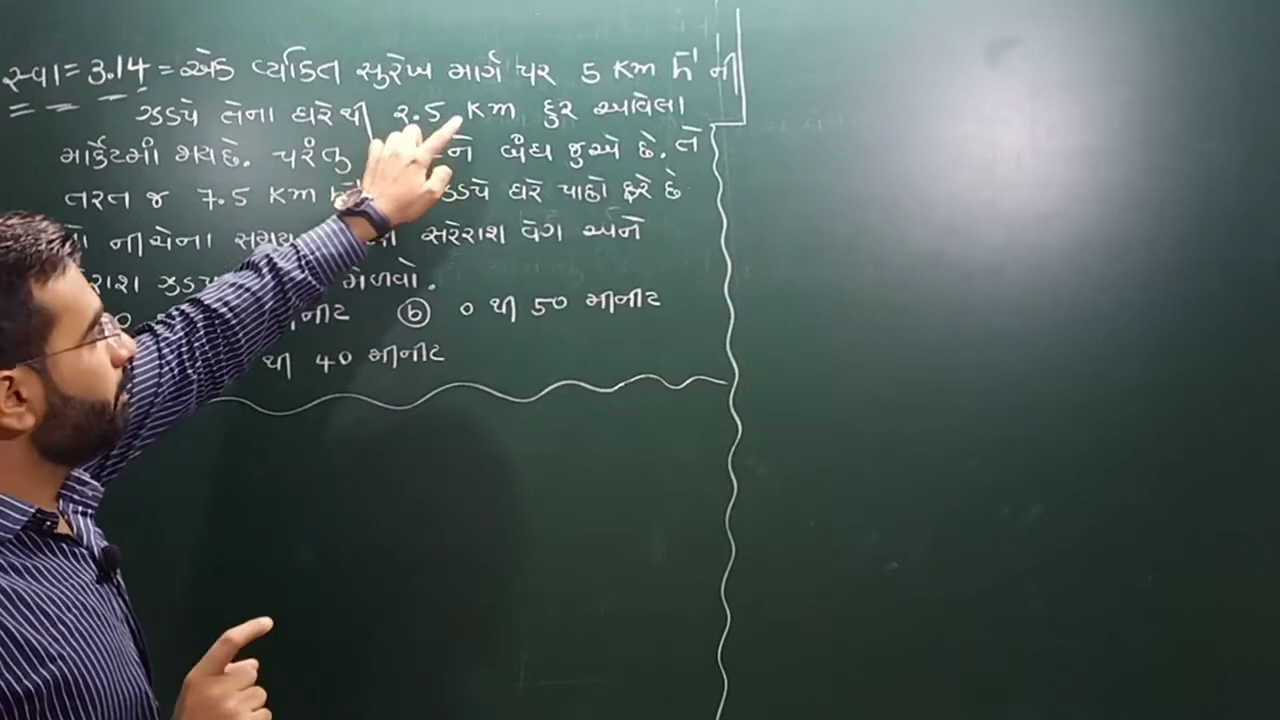 સ્વા = 3.14 = એક વ્યકિત સુરેખ માર્ગ પર 5 Km h⁻¹ ની
ઝડપે તેના ઘરેથી 2.5 Km દુર આવેલા
માર્કેટમાં જાય છે. પરંતુ ને બંધ જુએ છે. તે
તરત જ 7.5 Km ઘરે પાછો ફરે છે
નીચેના સરેરાશ વેગ અને
મેળવો.
ⓑ 0 થી 50 મીનીટ
થી 40 મીનીટ